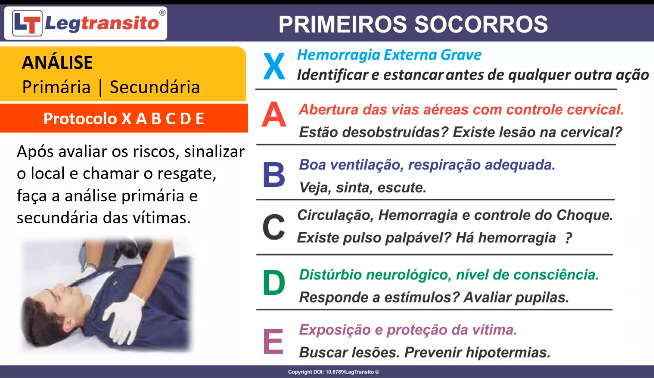 LT Legtransito®
PRIMEIROS SOCORROS
ANÁLISE
Primária | Secundária
Protocolo X A B C D E
Após avaliar os riscos, sinalizar
o local e chamar o resgate,
faça a análise primária e
secundária das vítimas.
X
Hemorragia Externa Grave
Identificar e estancar antes de qualquer outra ação
A
Abertura das vias aéreas com controle cervical.
Estão desobstruídas? Existe lesão na cervical?
B
Boa ventilação, respiração adequada.
Veja, sinta, escute.
C
Circulação, Hemorragia e controle do Choque.
Existe pulso palpável? Há hemorragia ?
D
Distúrbio neurológico, nível de consciência.
Responde a estímulos? Avaliar pupilas.
E
Exposição e proteção da vítima.
Buscar lesões. Prevenir hipotermias.
Copyright DOI: 10.6789/LegTransito ®